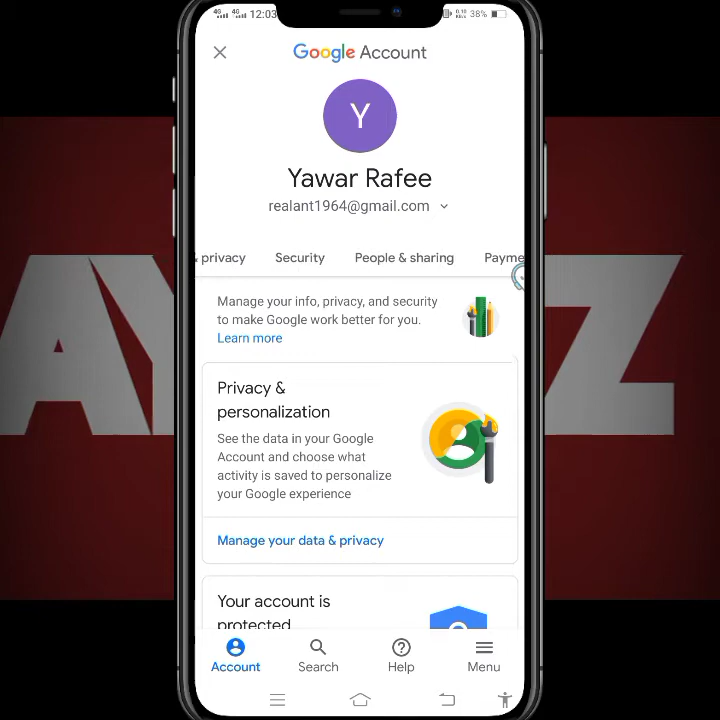 12:03
38%
Google Account
Y
Yawar Rafee
realant1964@gmail.com
& privacy Security People & sharing Payme
Manage your info, privacy, and security
to make Google work better for you.
Learn more
Privacy &
personalization
See the data in your Google
Account and choose what
activity is saved to personalize
your Google experience
Manage your data & privacy
Your account is
protected
Account Search Help Menu
AY Z